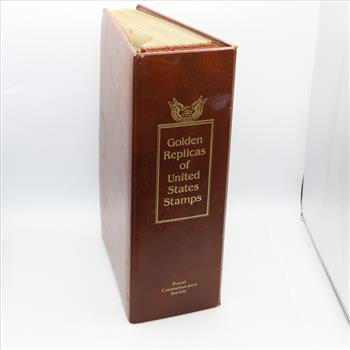 Golden
Replicas
of
United
States
Stamps
Postal
Commemorative
Society